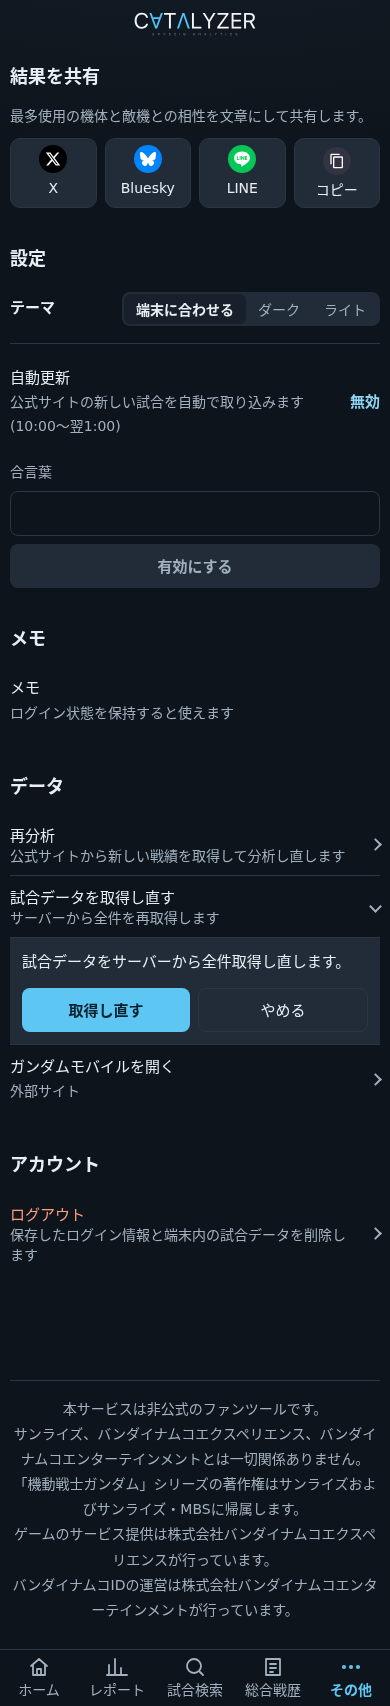 CATALYZER
結果を共有
最多使用の機体と敵機との相性を文章にして共有します。
X
Bluesky
LINE
コピー
設定
テーマ
端末に合わせる
ダーク
ライト
自動更新
公式サイトの新しい試合を自動で取り込みます
(10:00〜翌1:00)
無効
合言葉
有効にする
メモ
メモ
ログイン状態を保持すると使えます
データ
再分析
公式サイトから新しい戦績を取得して分析し直します
試合データを取得し直す
サーバーから全件を再取得します
試合データをサーバーから全件取得し直します。
取得し直す
やめる
ガンダムモバイルを開く
外部サイト
アカウント
ログアウト
保存したログイン情報と端末内の試合データを削除し
ます
本サービスは非公式のファンツールです。
サンライズ、バンダイナムコエクスペリエンス、バンダイ
ナムコエンターテインメントとは一切関係ありません。
「機動戦士ガンダム」シリーズの著作権はサンライズおよ
びサンライズ・MBSに帰属します。
ゲームのサービス提供は株式会社バンダイナムコエクスペ
リエンスが行っています。
バンダイナムコIDの運営は株式会社バンダイナムコエンタ
ーテインメントが行っています。
ホーム
レポート
試合検索
総合戦歴
その他